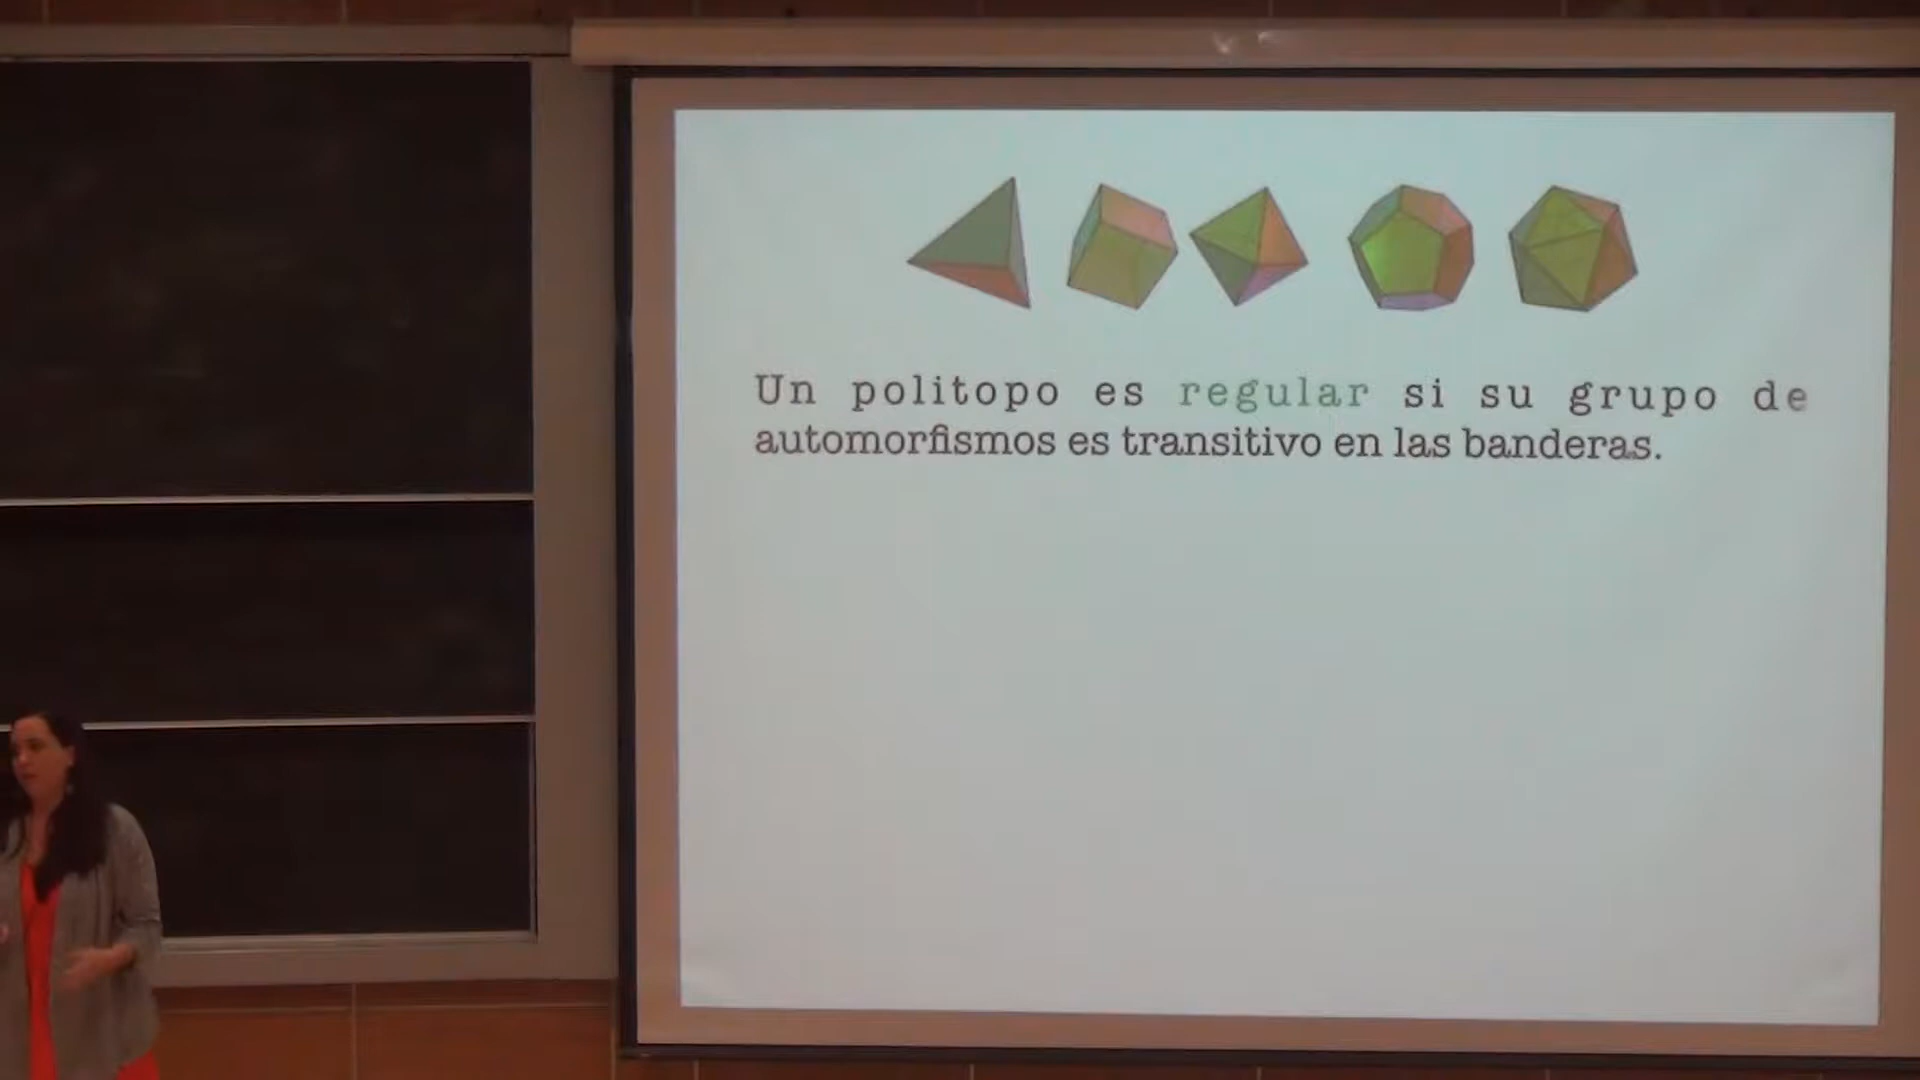 Un politopo es regular si su grupo de
automorfismos es transitivo en las banderas.